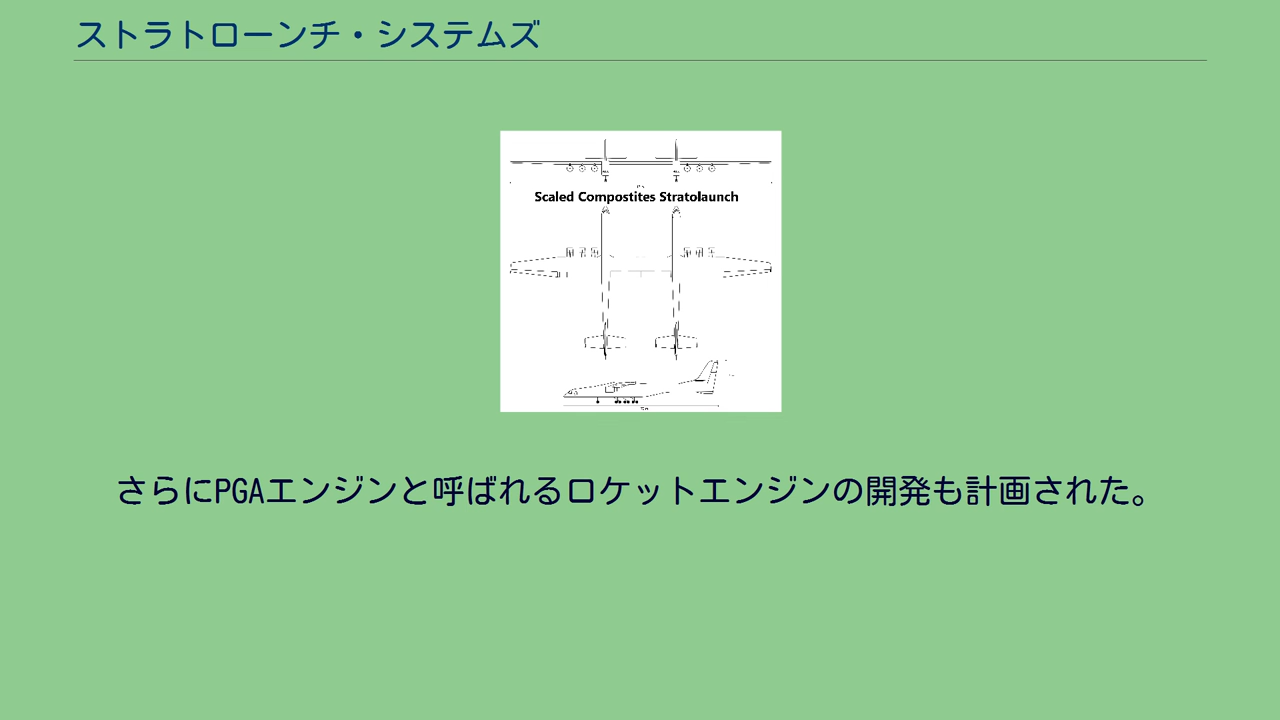 ストラトローンチ・システムズ
Scaled Compostites Stratolaunch
さらにPGAエンジンと呼ばれるロケットエンジンの開発も計画された。